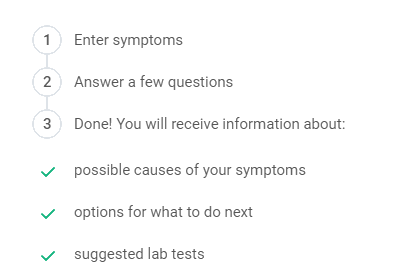 1 Enter symptoms
2 Answer a few questions
3 Done! You will receive information about:
possible causes of your symptoms
options for what to do next
suggested lab tests